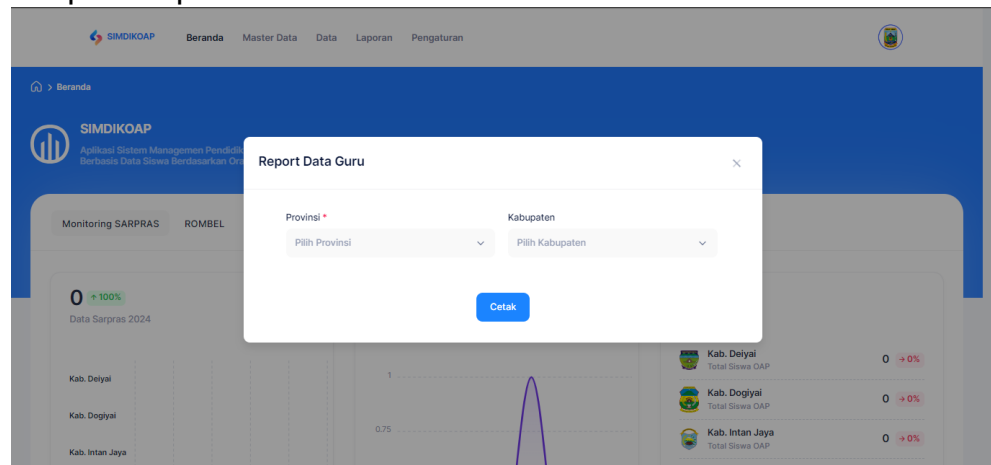 SIMDIKOAP
Beranda Master Data Data Laporan Pengaturan
> Beranda
SIMDIKOAP
Aplikasi Sistem Managemen
Berbasis Data Siswa Berdasarkan
Report Data Guru
Provinsi * Kabupaten
Pilih Provinsi Pilih Kabupaten
Cetak
Monitoring SARPRAS ROMBEL
0 ↑ 100%
Data Sarpras 2024
Kab. Deiyai
Kab. Dogiyai
Kab. Intan Jaya
1
0.75
Kab. Deiyai 0 → 0%
Total Siswa OAP
Kab. Dogiyai 0 → 0%
Total Siswa OAP
Kab. Intan Jaya 0 → 0%
Total Siswa OAP